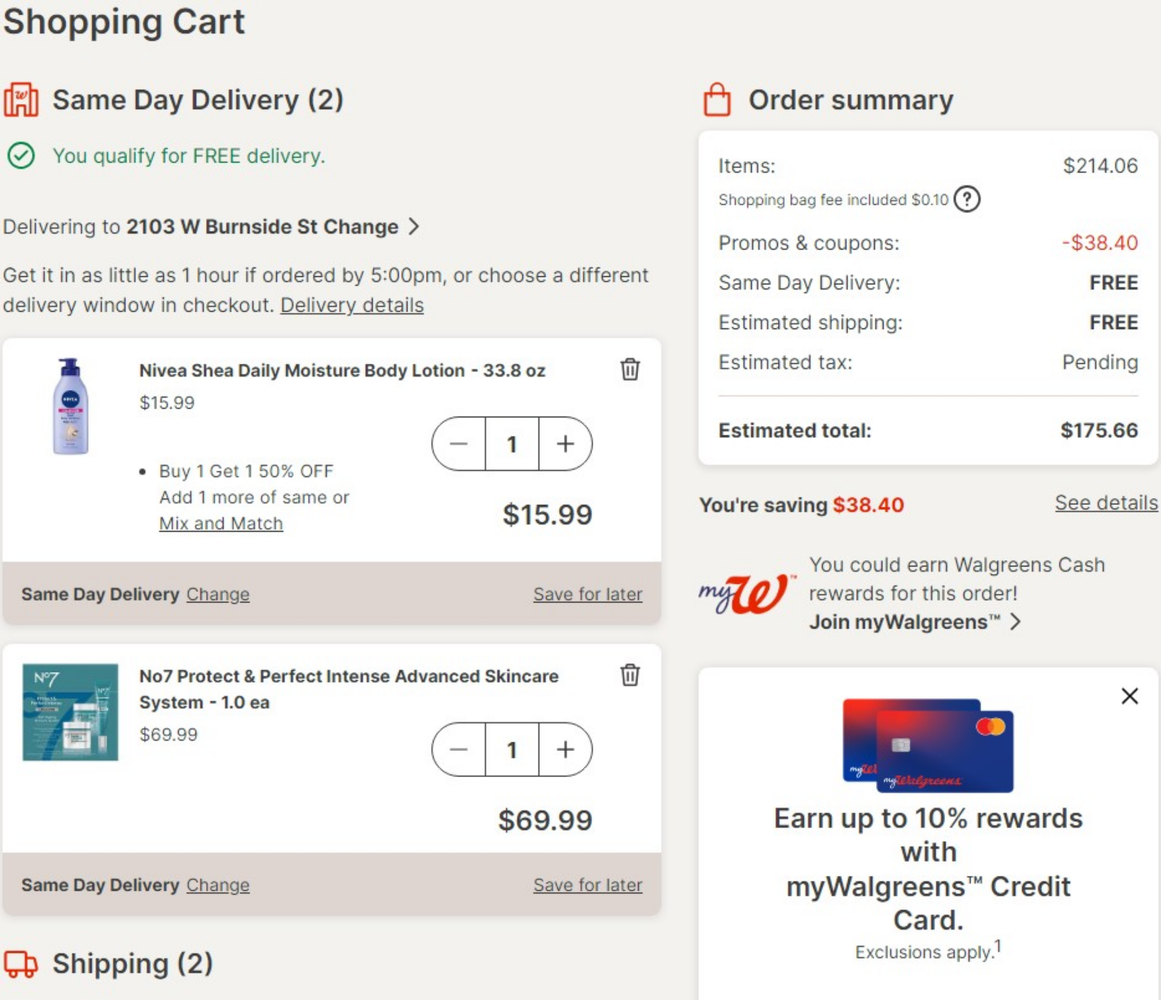 Shopping Cart
Same Day Delivery (2)
You qualify for FREE delivery.
Delivering to 2103 W Burnside St Change
Get it in as little as 1 hour if ordered by 5:00pm, or choose a different
delivery window in checkout. Delivery details
Nivea Shea Daily Moisture Body Lotion - 33.8 oz
$15.99
NIVEA
1
Buy 1 Get 1 50% OFF
Add 1 more of same or
Mix and Match
$15.99
Same Day Delivery Change
Save for later
No7
No7 Protect & Perfect Intense Advanced Skincare
System - 1.0 ea
$69.99
1
$69.99
Same Day Delivery Change
Save for later
Shipping (2)
Order summary
Items: $214.06
Shopping bag fee included $0.10 ?
Promos & coupons: -$38.40
Same Day Delivery: FREE
Estimated shipping: FREE
Estimated tax: Pending
Estimated total: $175.66
You're saving $38.40
See details
myW™
You could earn Walgreens Cash
rewards for this order!
Join myWalgreens™
myWalgreens
Earn up to 10% rewards
with
myWalgreens™ Credit
Card.
Exclusions apply.1